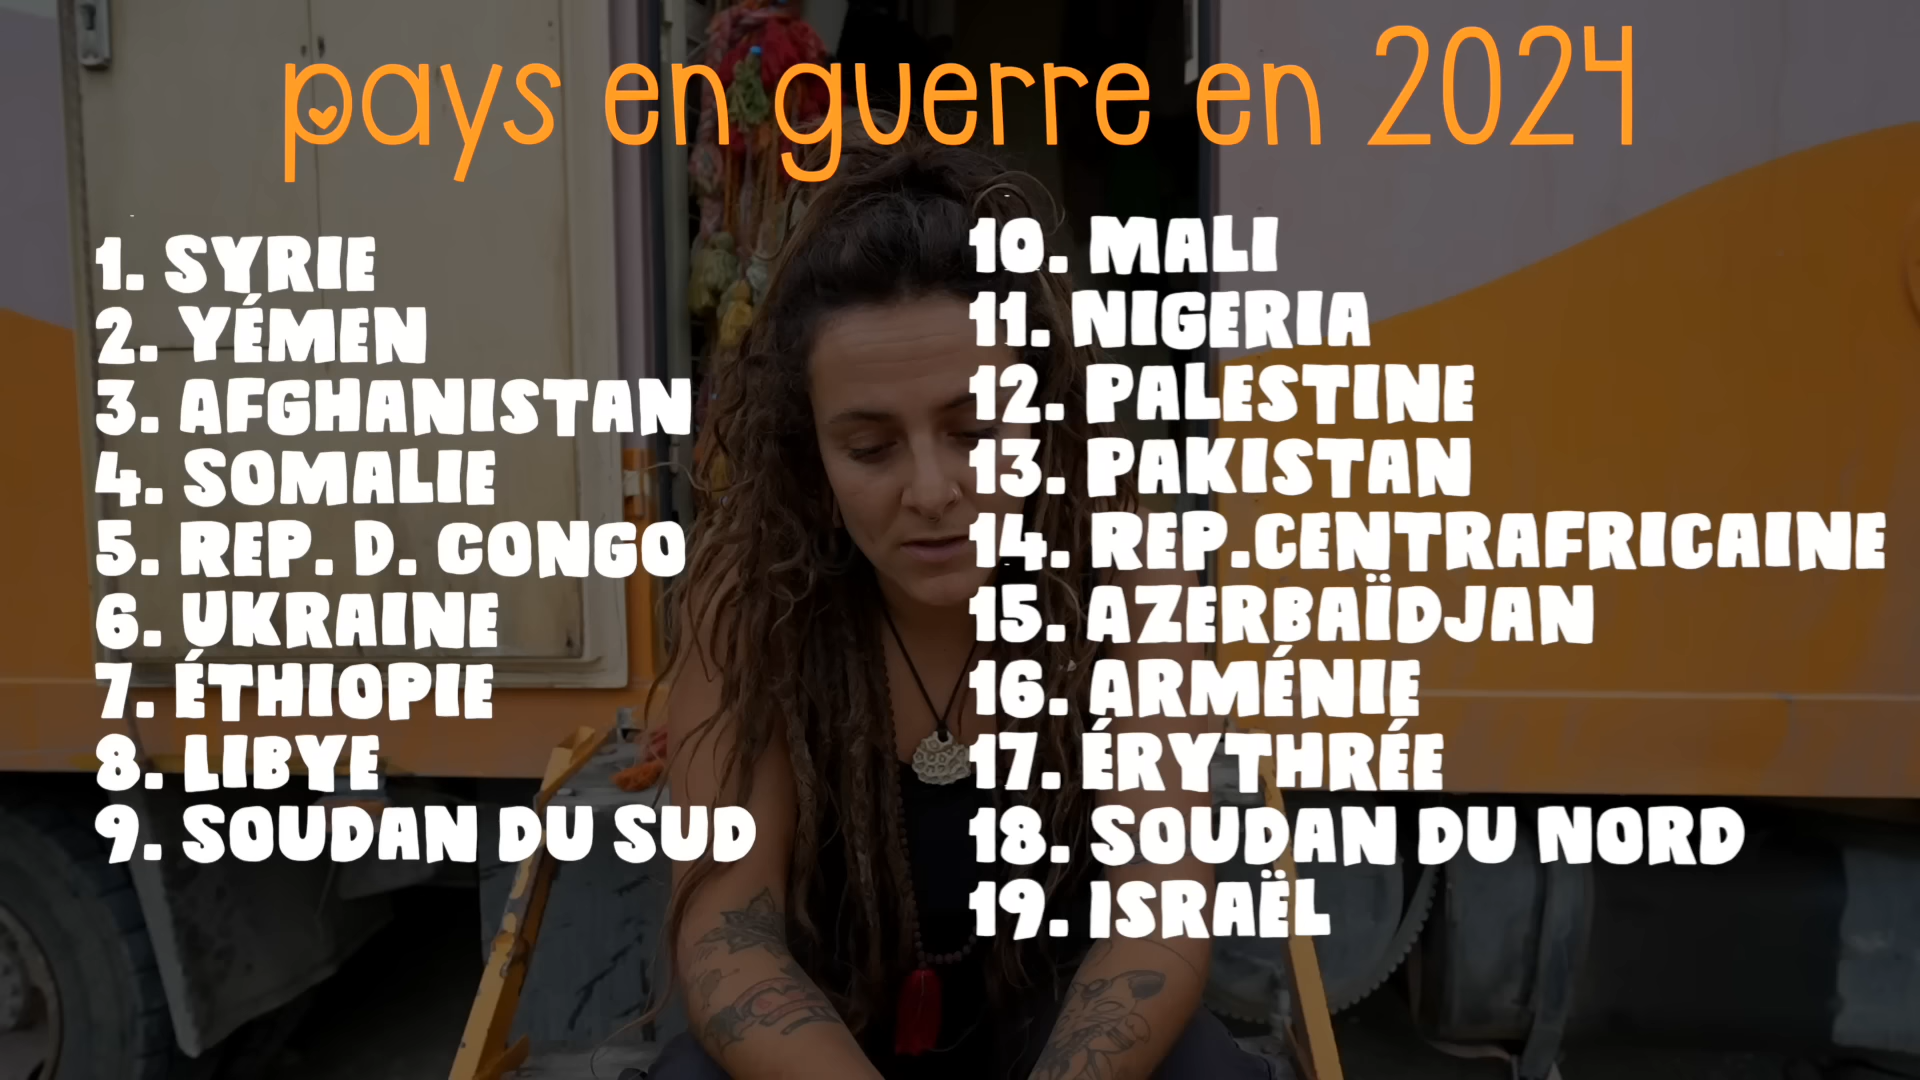 pays en guerre en 2024
1. SYRIE
2. YÉMEN
3. AFGHANISTAN
4. SOMALIE
5. REP. D. CONGO
6. UKRAINE
7. ÉTHIOPIE
8. LIBYE
9. SOUDAN DU SUD
10. MALI
11. NIGERIA
12. PALESTINE
13. PAKISTAN
14. REP.CENTRAFRICAINE
15. AZERBAÏDJAN
16. ARMÉNIE
17. ÉRYTHRÉE
18. SOUDAN DU NORD
19. ISRAËL